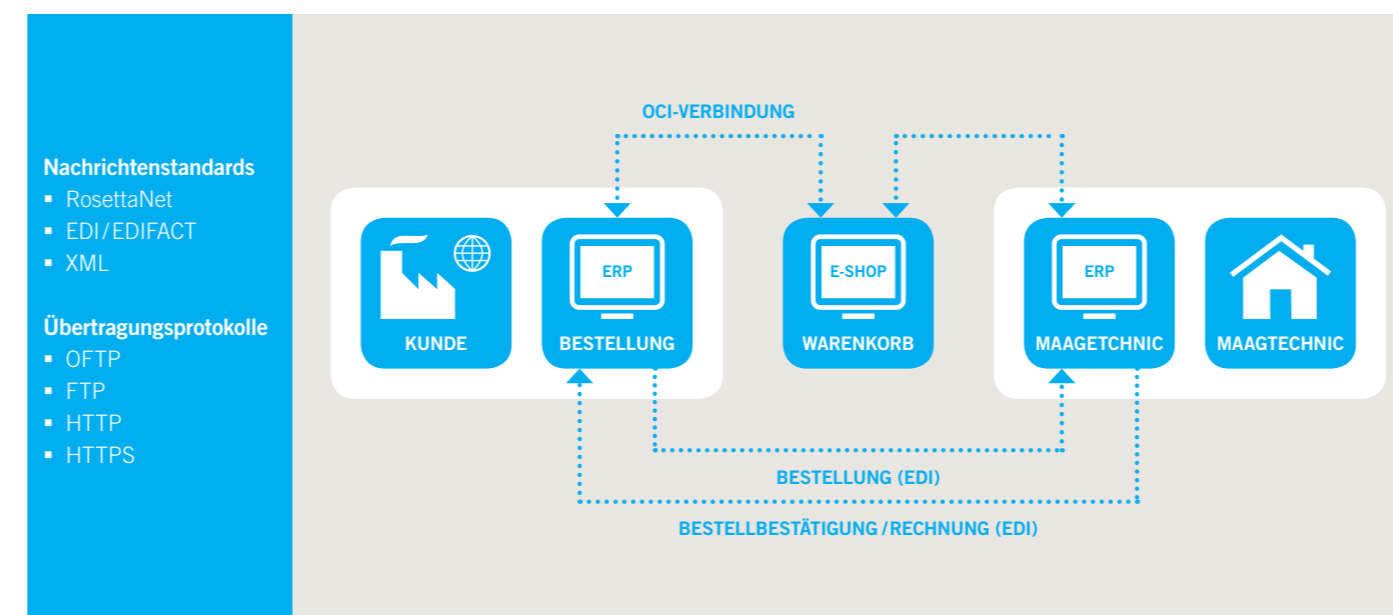 Nachrichtenstandards
▪ RosettaNet
▪ EDI/EDIFACT
▪ XML
Übertragungsprotokolle
▪ OFTP
▪ FTP
▪ HTTP
▪ HTTPS
OCI-VERBINDUNG
KUNDE
ERP
BESTELLUNG
E-SHOP
WARENKORB
ERP
MAAGETCHNIC
MAAGTECHNIC
BESTELLUNG (EDI)
BESTELLBESTÄTIGUNG/RECHNUNG (EDI)